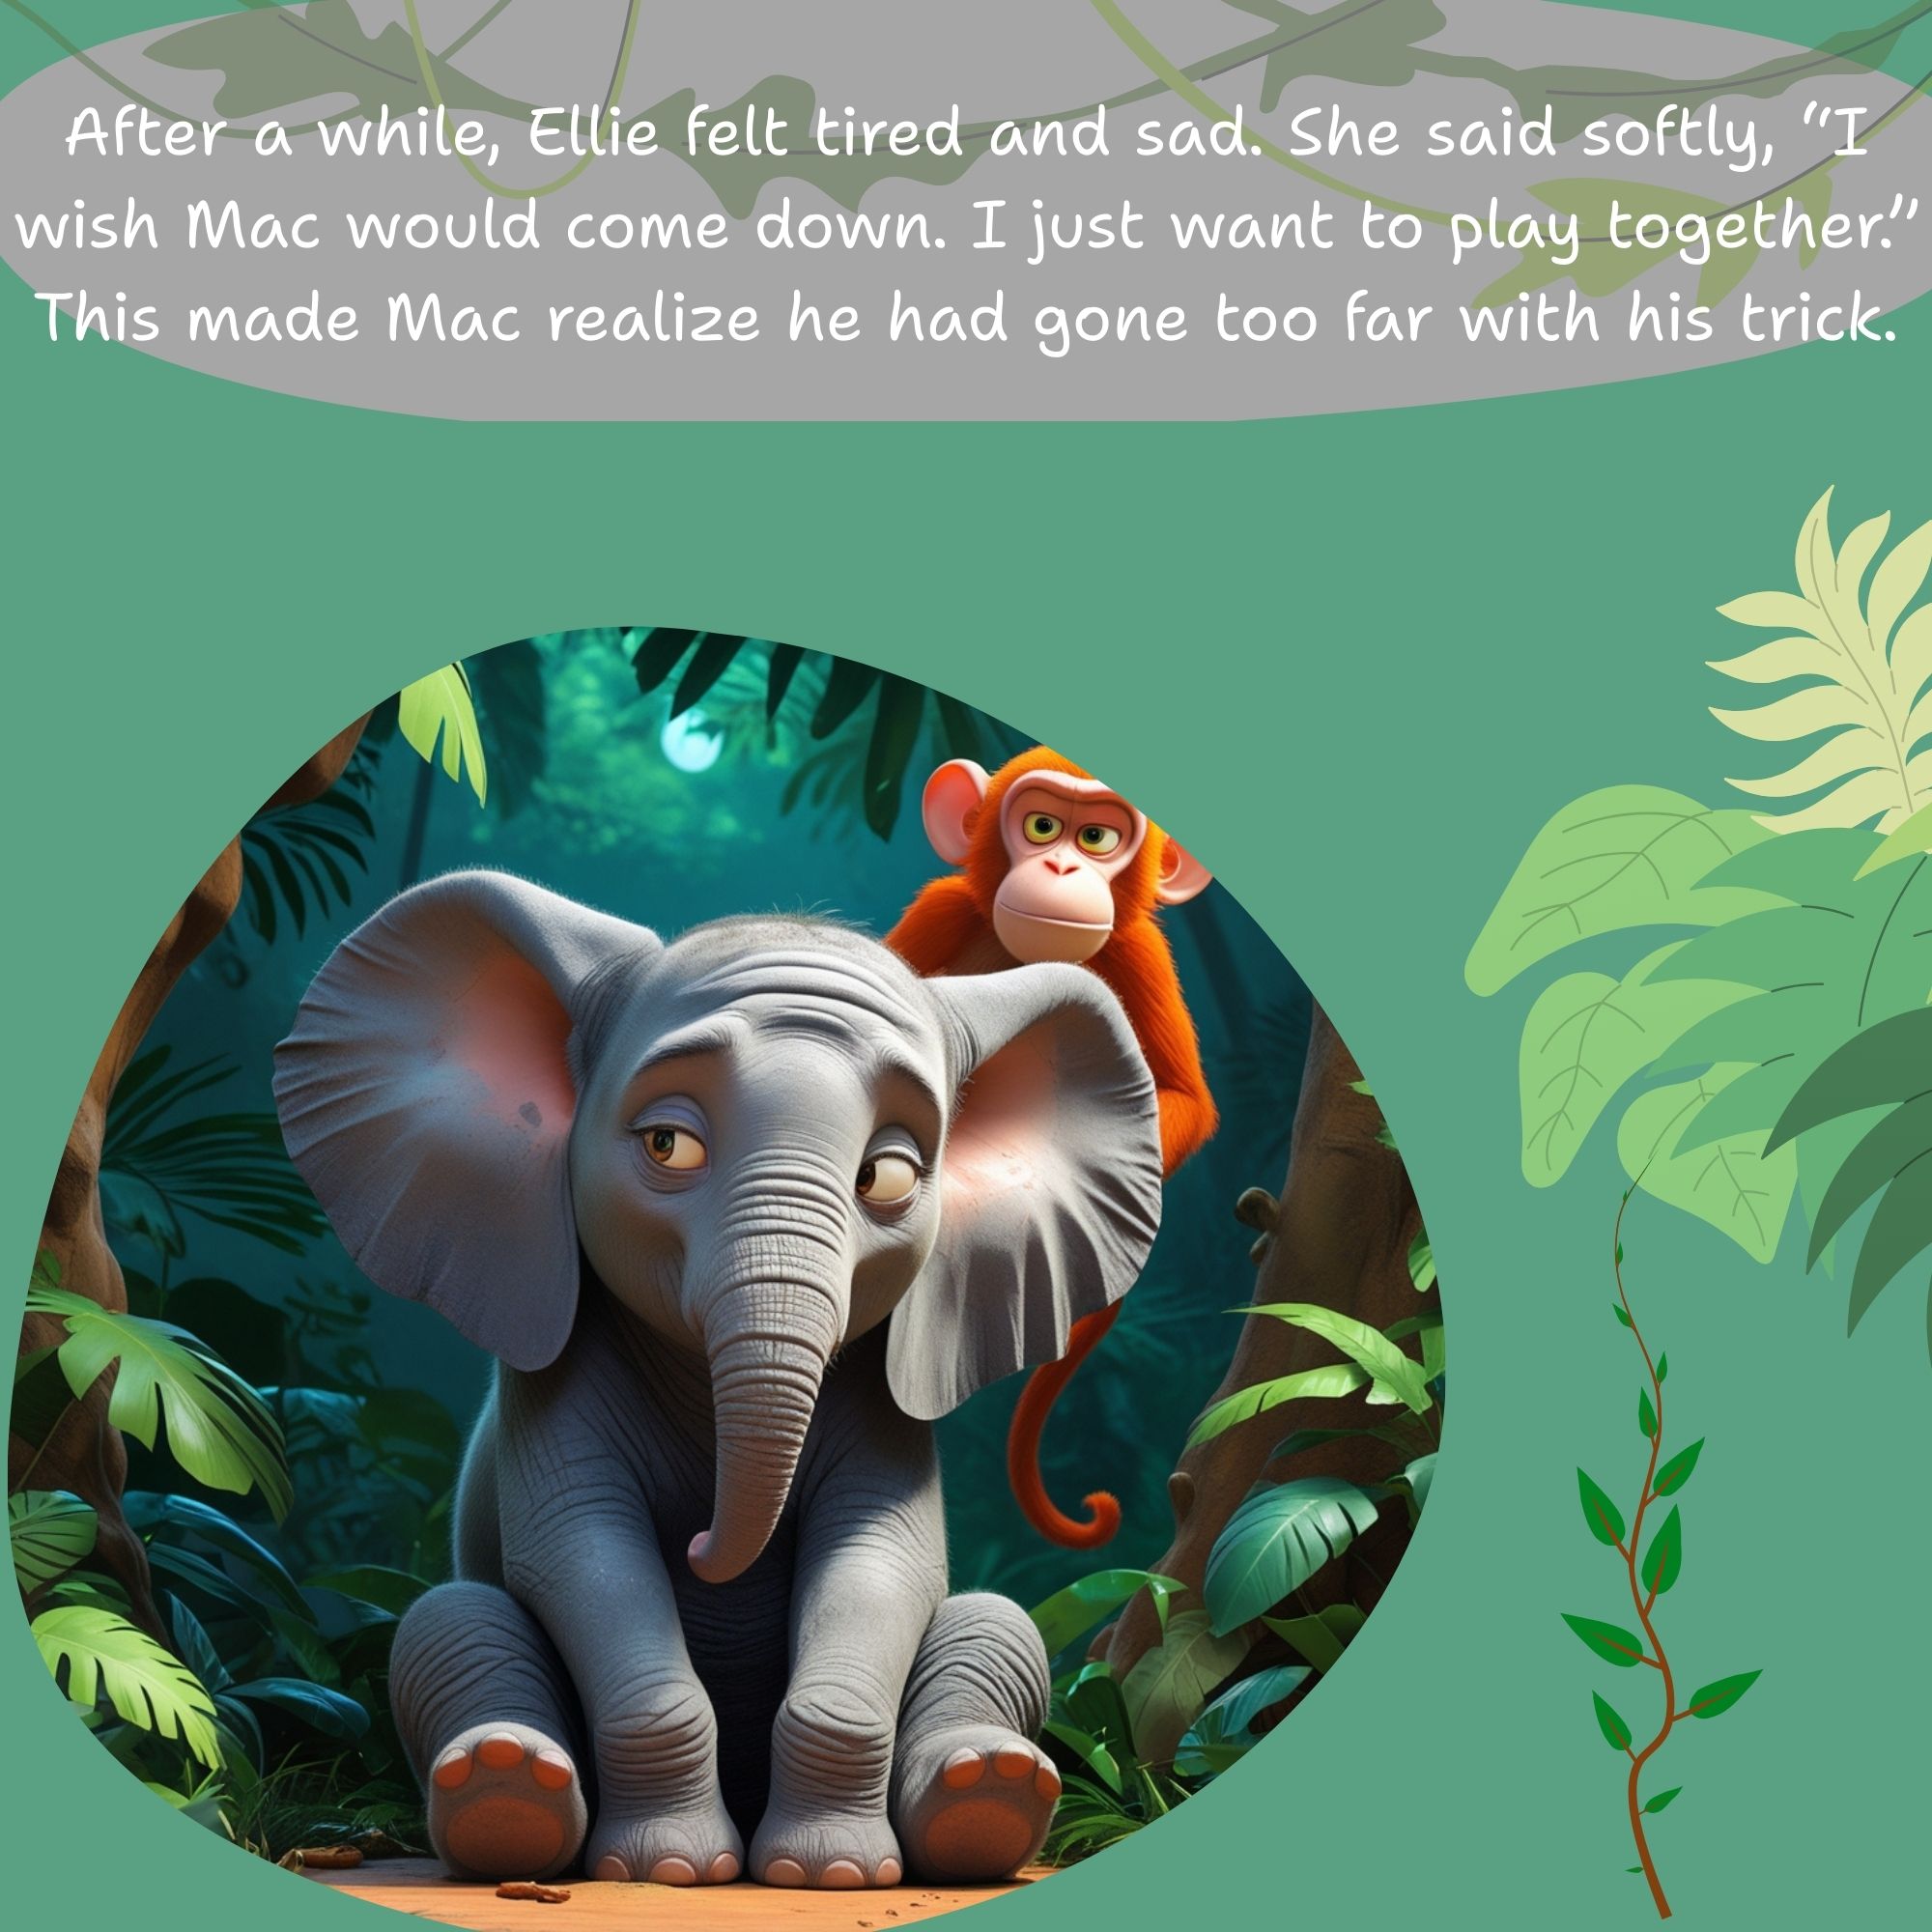 After a while, Ellie felt tired and sad. She said softly, “I
wish Mac would come down. I just want to play together.”
This made Mac realize he had gone too far with his trick.